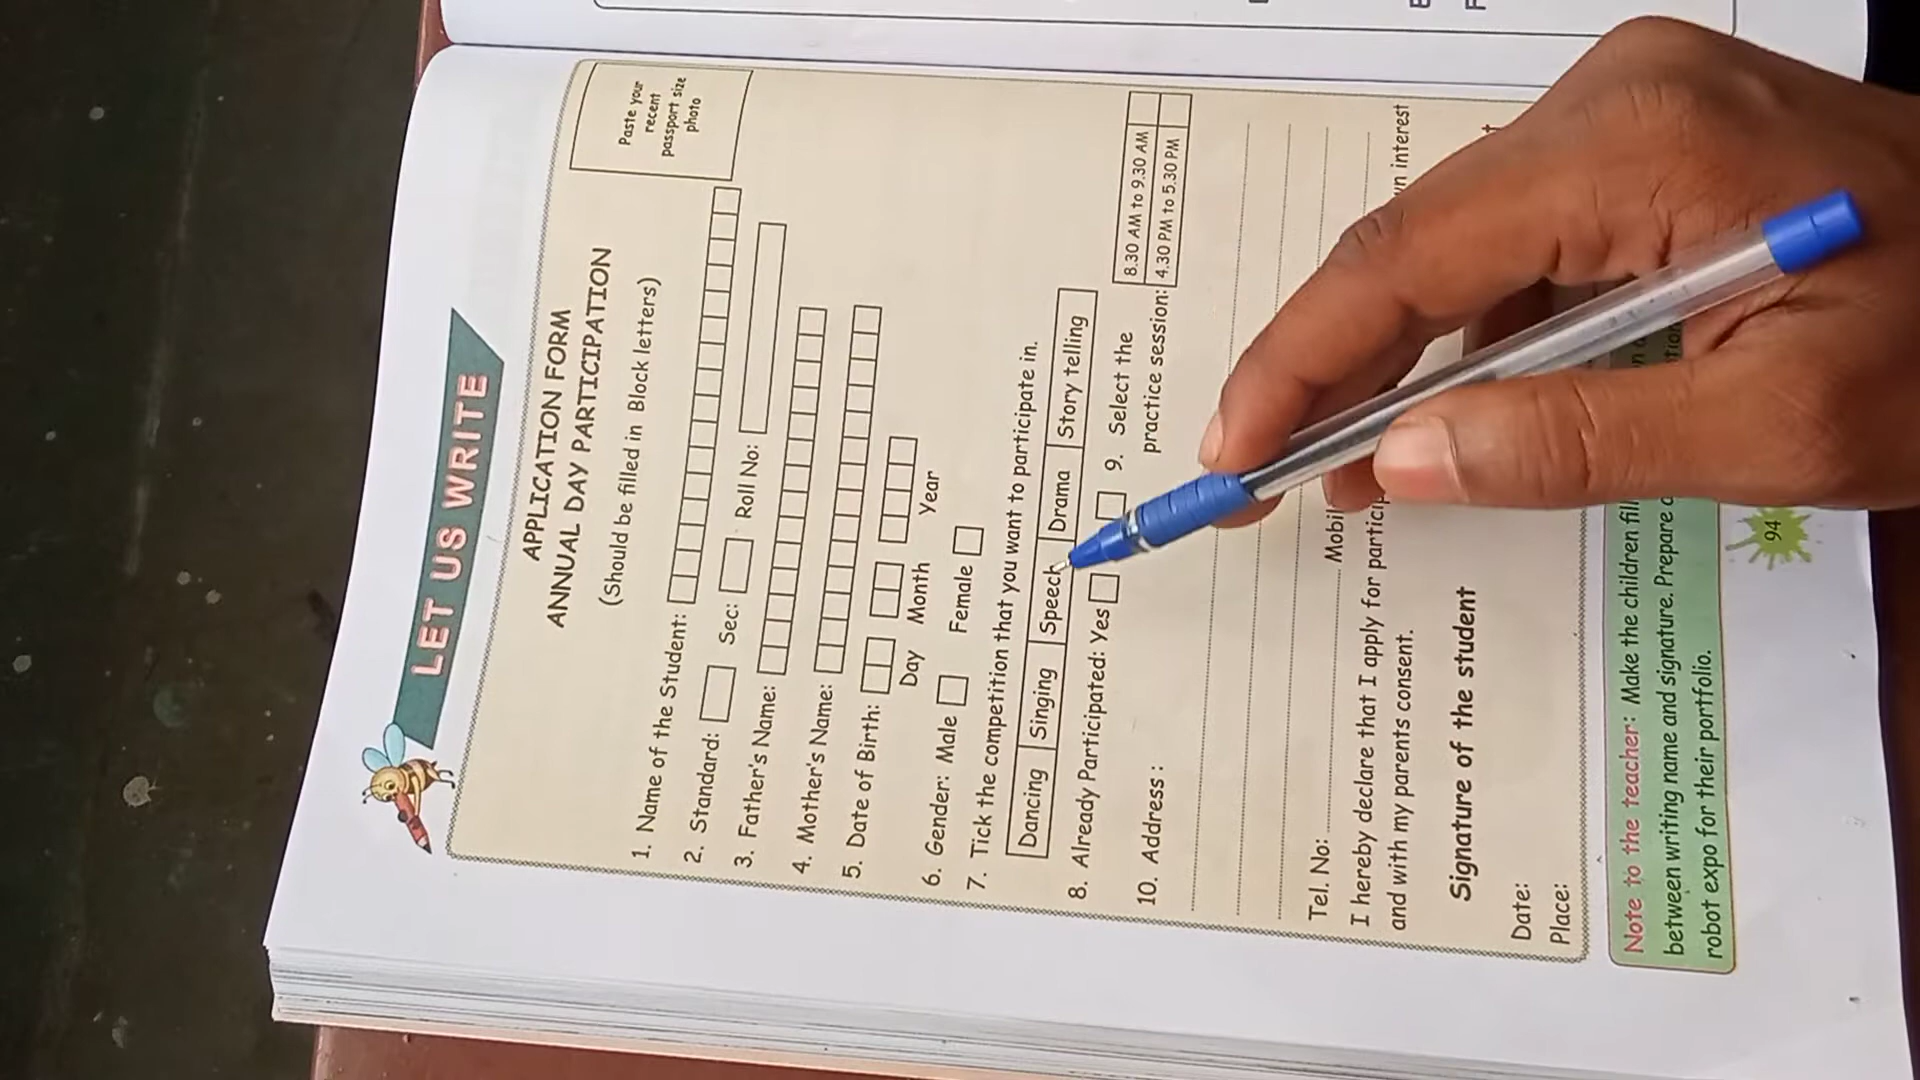 LET US WRITE
APPLICATION FORM
ANNUAL DAY PARTICIPATION
(Should be filled in Block letters)
Paste your
recent
passport size
photo
1. Name of the Student:
2. Standard: Sec: Roll No:
3. Father's Name:
4. Mother's Name:
5. Date of Birth:
Day Month Year
6. Gender: Male Female
7. Tick the competition that you want to participate in.
Dancing Singing Speech Drama Story telling
8. Already Participated: Yes
9. Select the
practice session:
8.30 AM to 9.30 AM
4.30 PM to 5.30 PM
10. Address :
Tel. No:
I hereby declare that I apply for interest
and with my parents consent.
Signature of the student
Date:
Place:
Note to the teacher: Make the children
between writing name and signature. Prepare
robot expo for their portfolio.
94